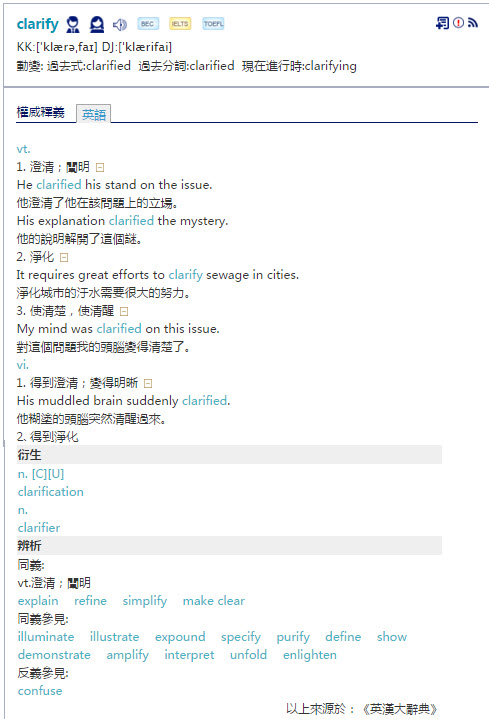 clarify BEC IELTS TOEFL
KK:['klærə,faɪ] DJ:['klærifai]
動變: 過去式:clarified 過去分詞:clarified 現在進行時:clarifying
權威釋義 英語
vt.
1. 澄清；闡明
He clarified his stand on the issue.
他澄清了他在該問題上的立場。
His explanation clarified the mystery.
他的說明解開了這個謎。
2. 淨化
It requires great efforts to clarify sewage in cities.
淨化城市的汙水需要很大的努力。
3. 使清楚，使清醒
My mind was clarified on this issue.
對這個問題我的頭腦變得清楚了。
vi.
1. 得到澄清；變得明晰
His muddled brain suddenly clarified.
他糊塗的頭腦突然清醒過來。
2. 得到淨化
衍生
n. [C][U]
clarification
n.
clarifier
辨析
同義:
vt.澄清；闡明
explain refine simplify make clear
同義參見:
illuminate illustrate expound specify purify define show
demonstrate amplify interpret unfold enlighten
反義參見:
confuse
以上來源於：《英漢大辭典》